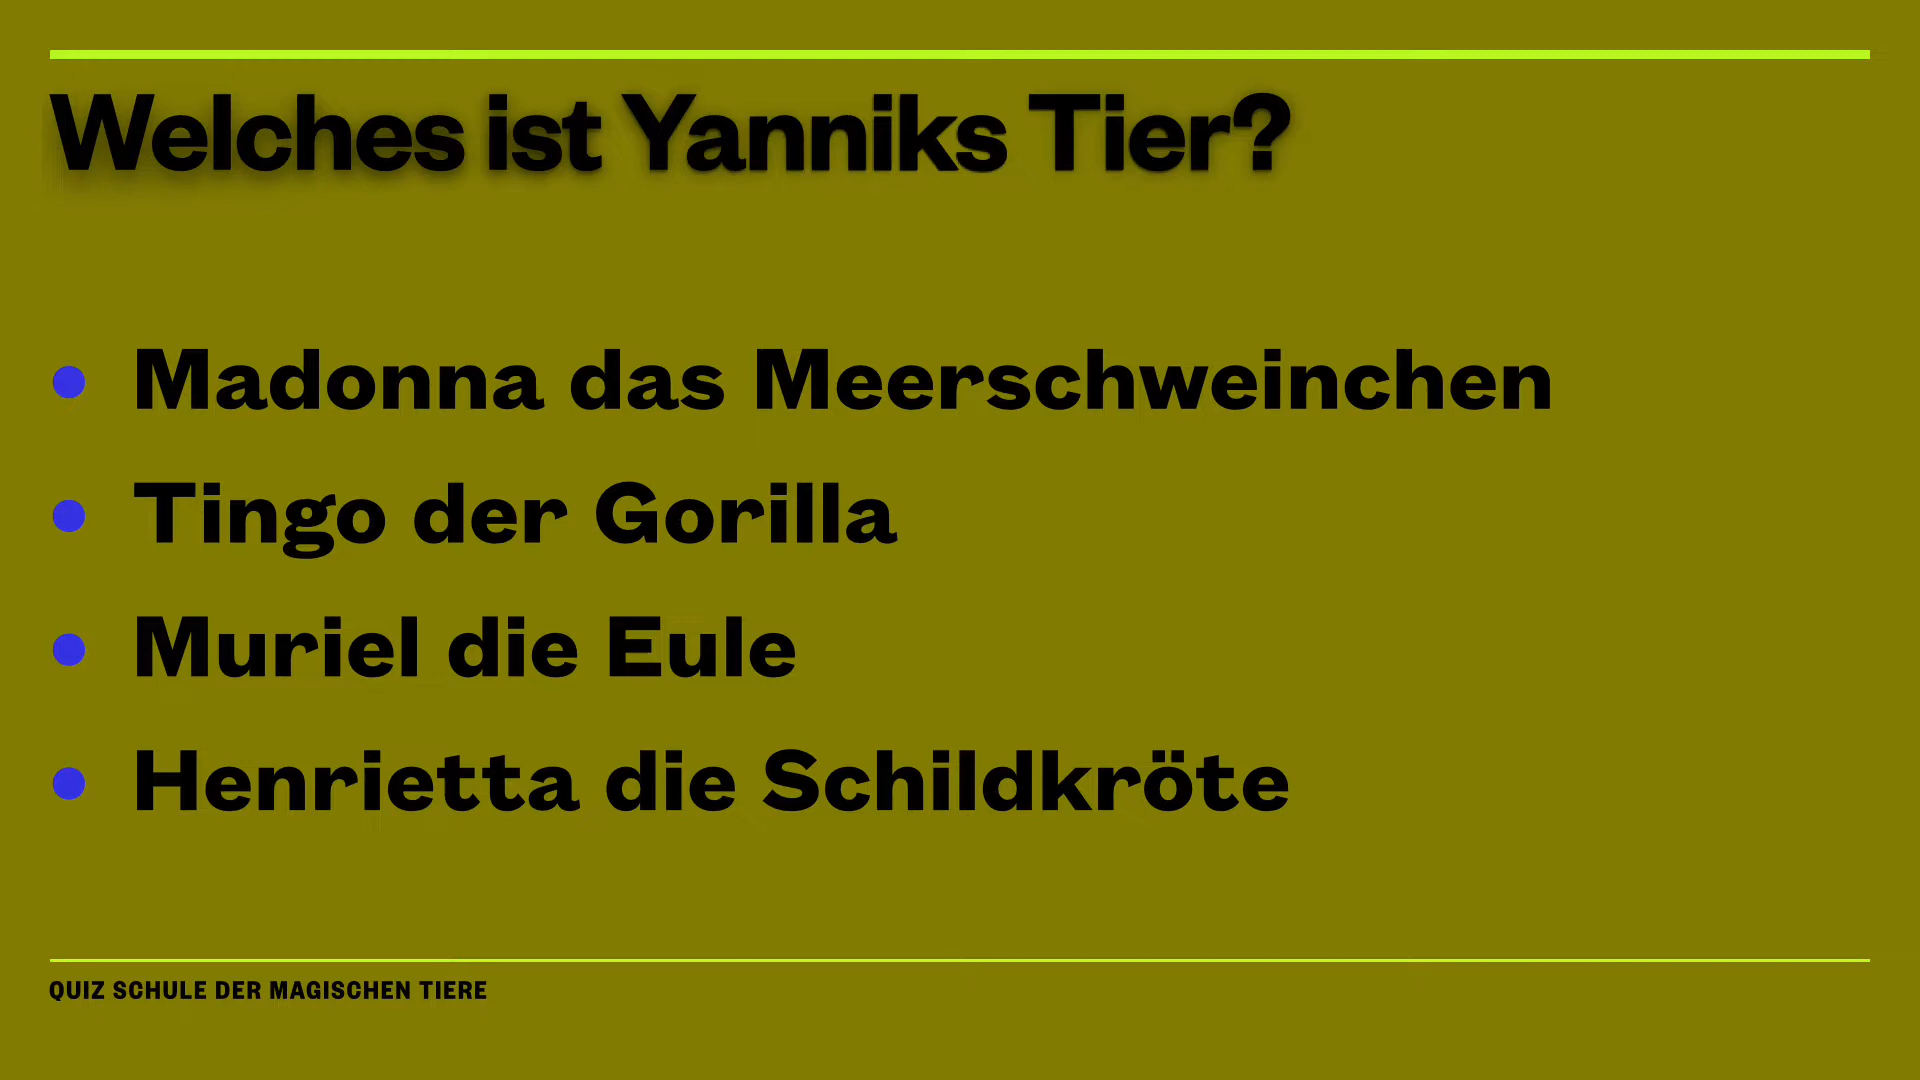 Welches ist Yanniks Tier?
Madonna das Meerschweinchen
Tingo der Gorilla
Muriel die Eule
Henrietta die Schildkröte
QUIZ SCHULE DER MAGISCHEN TIERE